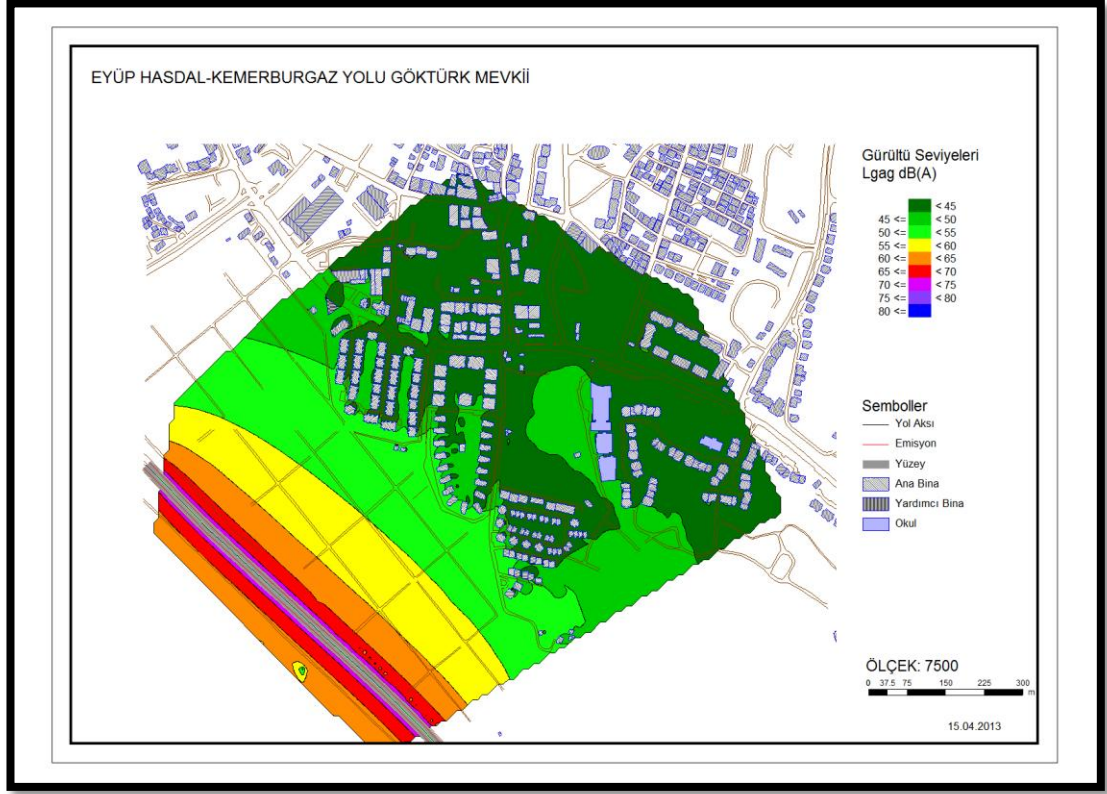 EYÜP HASDAL-KEMERBURGAZ YOLU GÖKTÜRK MEVKİİ
Gürültü Seviyeleri
Lgag dB(A)
< 45
45 <= < 50
50 <= < 55
55 <= < 60
60 <= < 65
65 <= < 70
70 <= < 75
75 <= < 80
80 <=
Semboller
Yol Aksı
Emisyon
Yüzey
Ana Bina
Yardımcı Bina
Okul
ÖLÇEK: 7500
0 37.5 75 150 225 300
m
15.04.2013